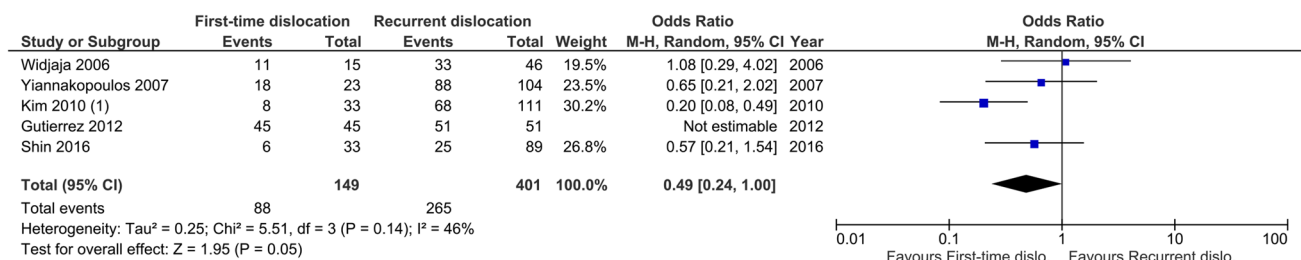 First-time dislocation Recurrent dislocation Odds Ratio Odds Ratio
Study or Subgroup Events Total Events Total Weight M-H, Random, 95% CI Year M-H, Random, 95% CI
Widjaja 2006 11 15 33 46 19.5% 1.08 [0.29, 4.02] 2006
Yiannakopoulos 2007 18 23 88 104 23.5% 0.65 [0.21, 2.02] 2007
Kim 2010 (1) 8 33 68 111 30.2% 0.20 [0.08, 0.49] 2010
Gutierrez 2012 45 45 51 51 Not estimable 2012
Shin 2016 6 33 25 89 26.8% 0.57 [0.21, 1.54] 2016
Total (95% CI) 149 401 100.0% 0.49 [0.24, 1.00]
Total events 88 265
Heterogeneity: Tau² = 0.25; Chi² = 5.51, df = 3 (P = 0.14); I² = 46%
Test for overall effect: Z = 1.95 (P = 0.05)
0.01 0.1 1 10 100
Favours First-time dislo Favours Recurrent dislo